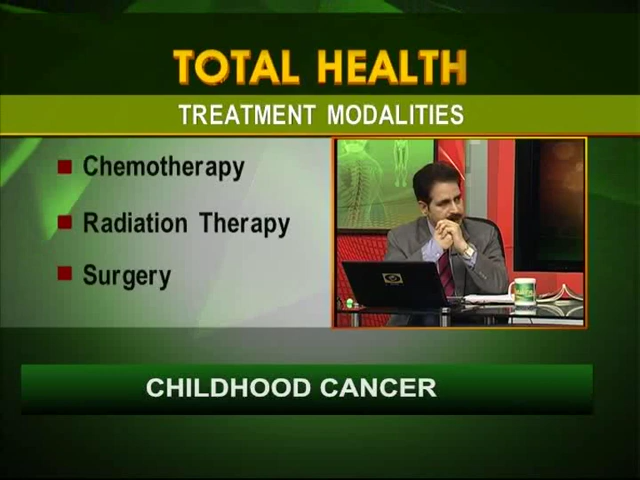 TOTAL HEALTH
TREATMENT MODALITIES
Chemotherapy
Radiation Therapy
Surgery
CHILDHOOD CANCER